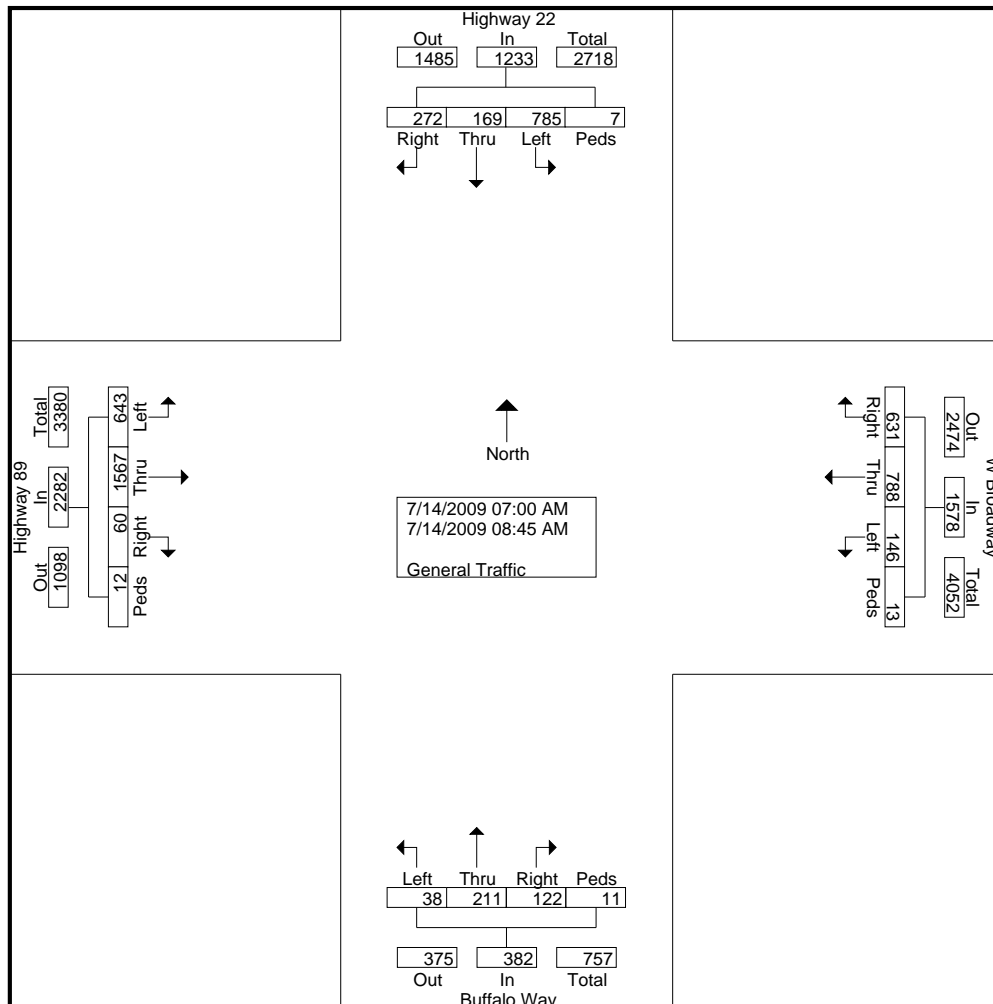 Highway 22
Out In Total
1485 1233 2718
272 169 785 7
Right Thru Left Peds
Highway 89
Total In Out
3380 2282 1098
643 1567 60 12
Left Thru Right Peds
North
7/14/2009 07:00 AM
7/14/2009 08:45 AM
General Traffic
Right Thru Left Peds
631 788 146 13
Out In Total
2474 1578 4052
W Broadway
Left Thru Right Peds
38 211 122 11
375 382 757
Out In Total
Buffalo Way